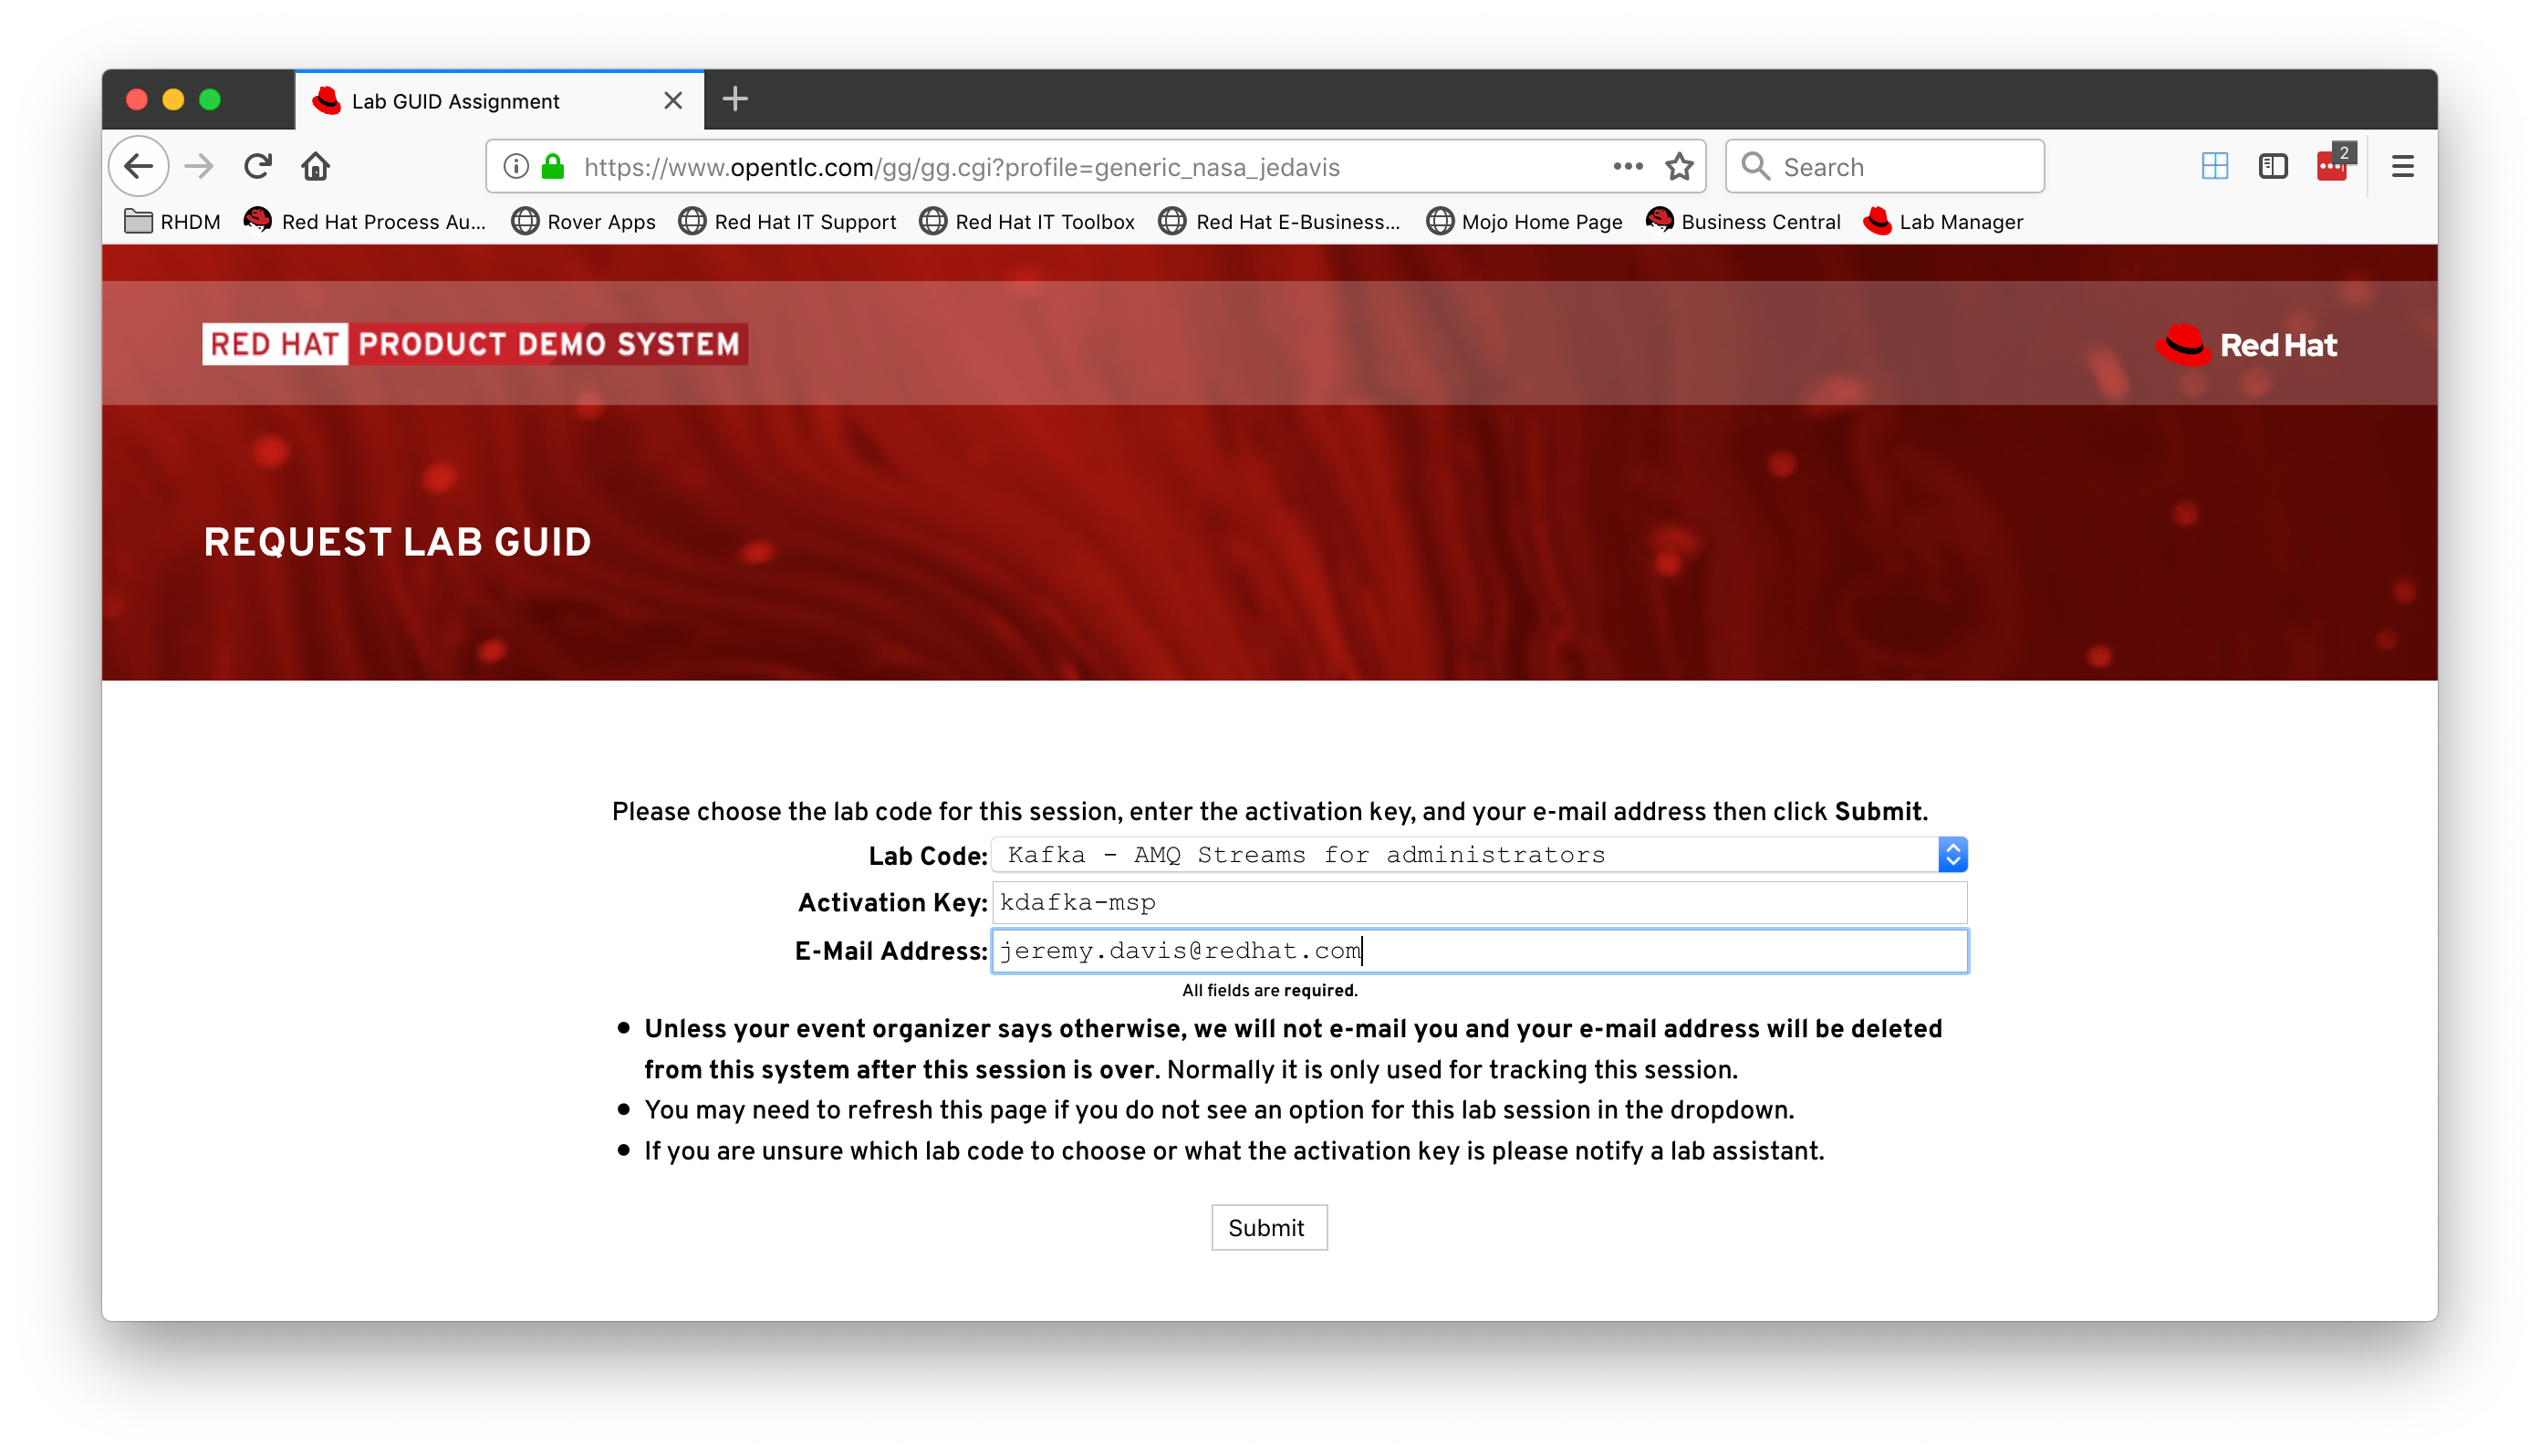 Lab GUID Assignment
https://www.opentlc.com/gg/gg.cgi?profile=generic_nasa_jedavis
Search
2
RHDM
Red Hat Process Au...
Rover Apps
Red Hat IT Support
Red Hat IT Toolbox
Red Hat E-Business...
Mojo Home Page
Business Central
Lab Manager
RED HAT PRODUCT DEMO SYSTEM
Red Hat
REQUEST LAB GUID
Please choose the lab code for this session, enter the activation key, and your e-mail address then click Submit.
Lab Code: Kafka - AMQ Streams for administrators
Activation Key: kdafka-msp
E-Mail Address: jeremy.davis@redhat.com
All fields are required.
• Unless your event organizer says otherwise, we will not e-mail you and your e-mail address will be deleted
from this system after this session is over. Normally it is only used for tracking this session.
• You may need to refresh this page if you do not see an option for this lab session in the dropdown.
• If you are unsure which lab code to choose or what the activation key is please notify a lab assistant.
Submit